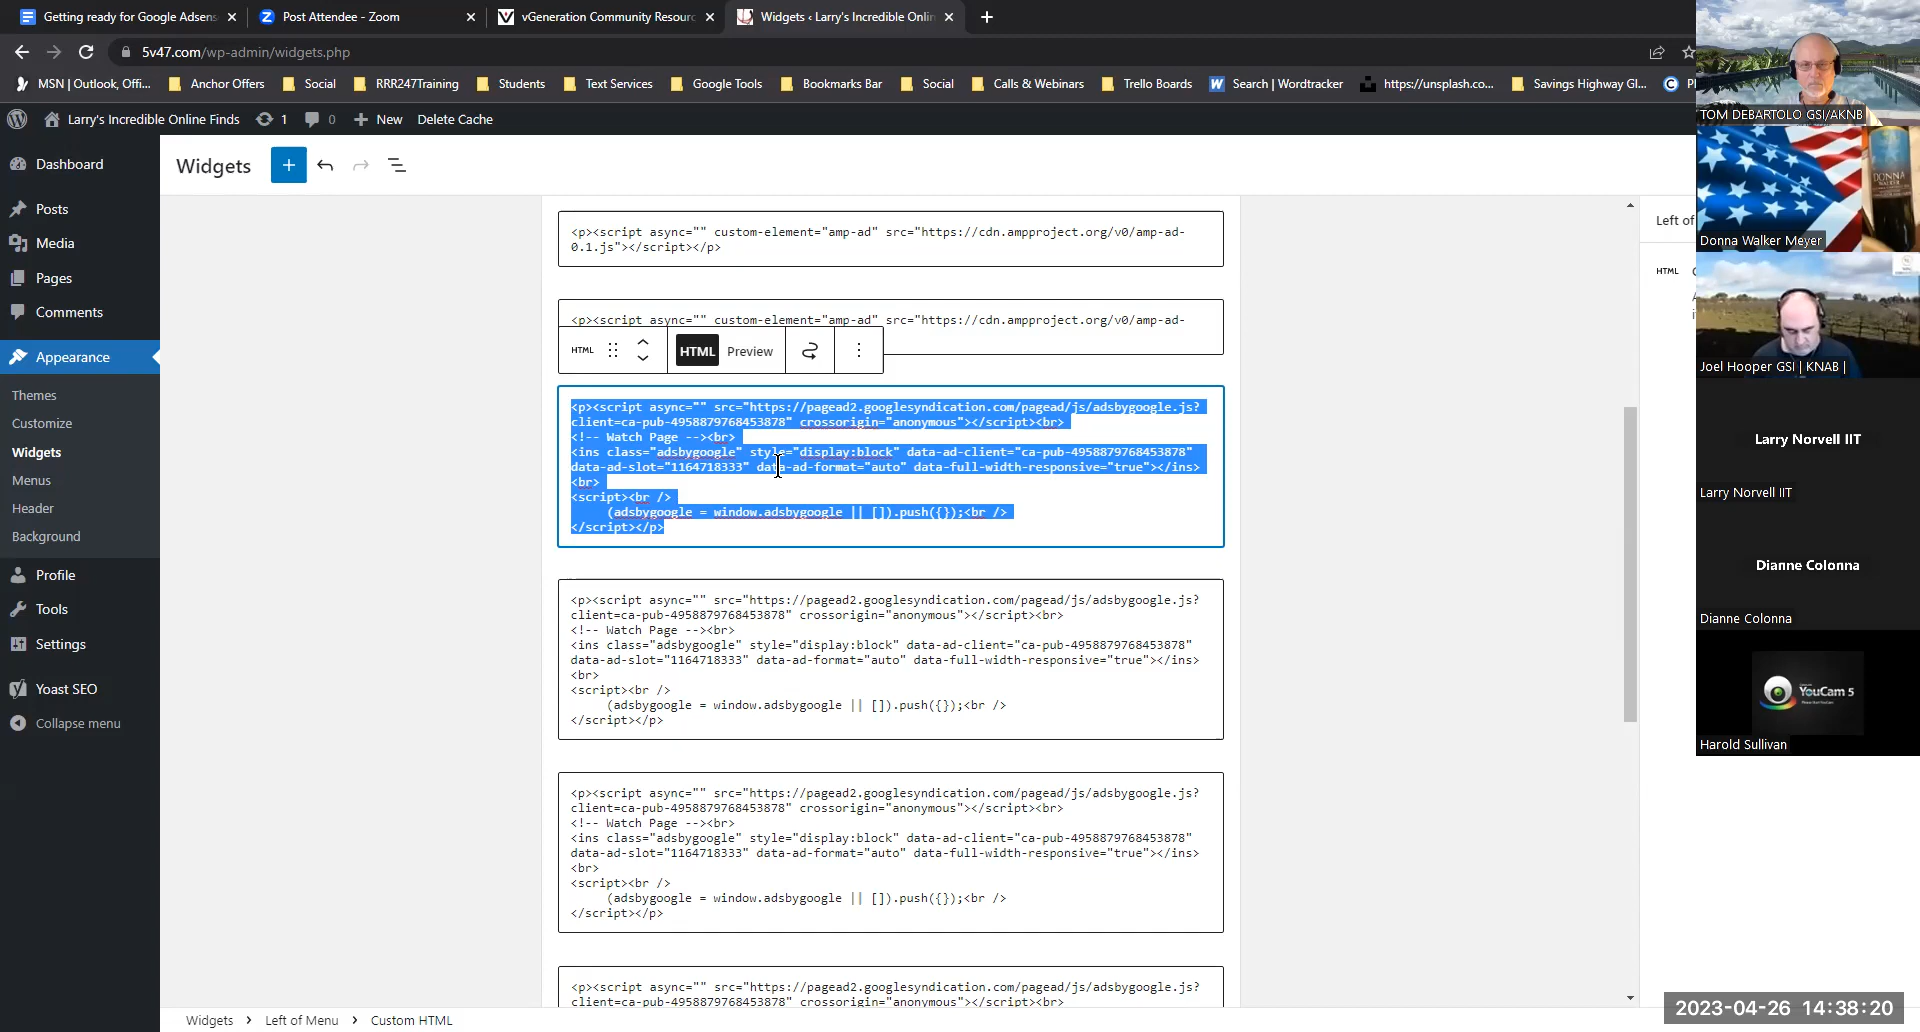 Getting ready for Google Adsens
Post Attendee - Zoom
vGeneration Community Resourc
Widgets ‹ Larry's Incredible Onlin
5v47.com/wp-admin/widgets.php
MSN | Outlook, Offi...
Anchor Offers
Social
RRR247Training
Students
Text Services
Google Tools
Bookmarks Bar
Social
Calls & Webinars
Trello Boards
Search | Wordtracker
https://unsplash.co...
Savings Highway Gl...
Larry's Incredible Online Finds
1
0
New
Delete Cache
Dashboard
Posts
Media
Pages
Comments
Appearance
Themes
Customize
Widgets
Menus
Header
Background
Profile
Tools
Settings
Yoast SEO
Collapse menu
Widgets
<p><script async="" custom-element="amp-ad" src="https://cdn.ampproject.org/v0/amp-ad-
0.1.js"></script></p>
<p><script async="" custom-element="amp-ad" src="https://cdn.ampproject.org/v0/amp-ad-
HTML
HTML
Preview
<p><script async="" src="https://pagead2.googlesyndication.com/pagead/js/adsbygoogle.js?
client=ca-pub-4958879768453878" crossorigin="anonymous"></script><br>
<!-- Watch Page --><br>
<ins class="adsbygoogle" style="display:block" data-ad-client="ca-pub-4958879768453878"
data-ad-slot="1164718333" data-ad-format="auto" data-full-width-responsive="true"></ins>
<br>
<script><br />
(adsbygoogle = window.adsbygoogle || []).push({});<br />
</script></p>
<p><script async="" src="https://pagead2.googlesyndication.com/pagead/js/adsbygoogle.js?
client=ca-pub-4958879768453878" crossorigin="anonymous"></script><br>
<!-- Watch Page --><br>
<ins class="adsbygoogle" style="display:block" data-ad-client="ca-pub-4958879768453878"
data-ad-slot="1164718333" data-ad-format="auto" data-full-width-responsive="true"></ins>
<br>
<script><br />
(adsbygoogle = window.adsbygoogle || []).push({});<br />
</script></p>
<p><script async="" src="https://pagead2.googlesyndication.com/pagead/js/adsbygoogle.js?
client=ca-pub-4958879768453878" crossorigin="anonymous"></script><br>
<!-- Watch Page --><br>
<ins class="adsbygoogle" style="display:block" data-ad-client="ca-pub-4958879768453878"
data-ad-slot="1164718333" data-ad-format="auto" data-full-width-responsive="true"></ins>
<br>
<script><br />
(adsbygoogle = window.adsbygoogle || []).push({});<br />
</script></p>
<p><script async="" src="https://pagead2.googlesyndication.com/pagead/js/adsbygoogle.js?
client=ca-pub-4958879768453878" crossorigin="anonymous"></script><br>
Widgets
Left of Menu
Custom HTML
Left of
HTML
TOM DEBARTOLO GSI/AKNB
DONNA
WALKER
Donna Walker Meyer
Joel Hooper GSI | KNAB |
Larry Norvell IIT
Larry Norvell IIT
Dianne Colonna
Dianne Colonna
YouCam 5
Harold Sullivan
2023-04-26 14:38:20